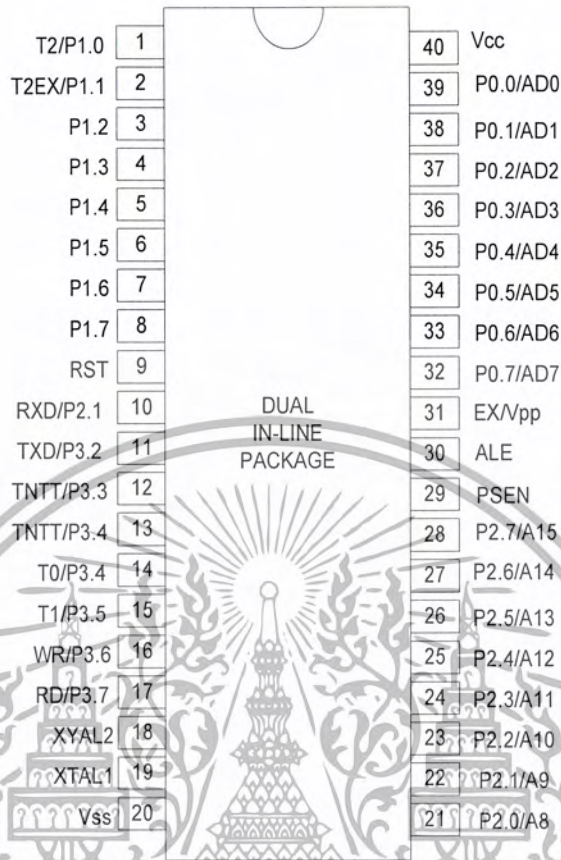 T2/P1.0 1
T2EX/P1.1 2
P1.2 3
P1.3 4
P1.4 5
P1.5 6
P1.6 7
P1.7 8
RST 9
RXD/P2.1 10
TXD/P3.2 11
TNTT/P3.3 12
TNTT/P3.4 13
T0/P3.4 14
T1/P3.5 15
WR/P3.6 16
RD/P3.7 17
XYAL2 18
XTAL1 19
Vss 20
DUAL
IN-LINE
PACKAGE
40 Vcc
39 P0.0/AD0
38 P0.1/AD1
37 P0.2/AD2
36 P0.3/AD3
35 P0.4/AD4
34 P0.5/AD5
33 P0.6/AD6
32 P0.7/AD7
31 EX/Vpp
30 ALE
29 PSEN
28 P2.7/A15
27 P2.6/A14
26 P2.5/A13
25 P2.4/A12
24 P2.3/A11
23 P2.2/A10
22 P2.1/A9
21 P2.0/A8